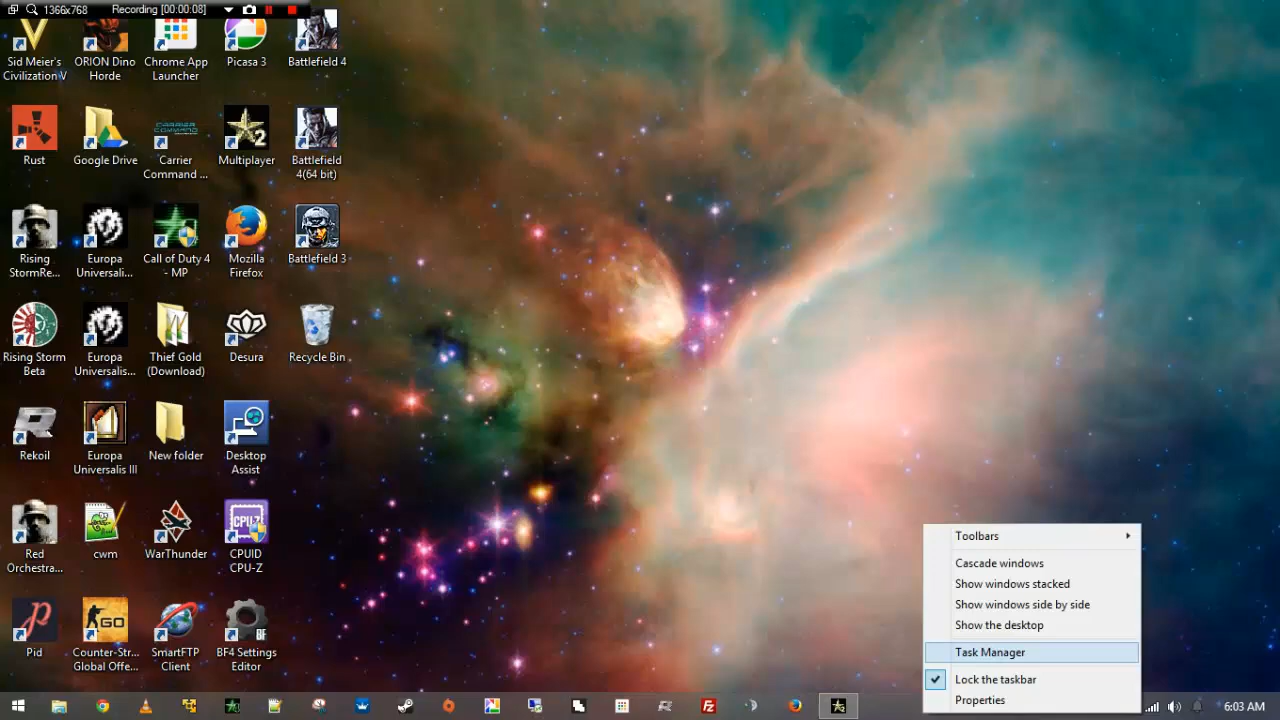 1366x768 Recording [00:00:08]
Sid Meier's
Civilization V
ORION Dino
Horde
Chrome App
Launcher
Picasa 3
Battlefield 4
Rust
Google Drive
Carrier
Command ...
Multiplayer
Battlefield
4(64 bit)
Rising
StormRe...
Europa
Universali...
Call of Duty 4
- MP
Mozilla
Firefox
Battlefield 3
Rising Storm
Beta
Europa
Universalis...
Thief Gold
(Download)
Desura
Recycle Bin
Rekoil
Europa
Universalis III
New folder
Desktop
Assist
Red
Orchestra...
cwm
WarThunder
CPU-Z
CPUID
CPU-Z
Pid
GO
Counter-Str...
Global Offe...
SmartFTP
Client
BF
BF4 Settings
Editor
Toolbars
Cascade windows
Show windows stacked
Show windows side by side
Show the desktop
Task Manager
Lock the taskbar
Properties
6:03 AM